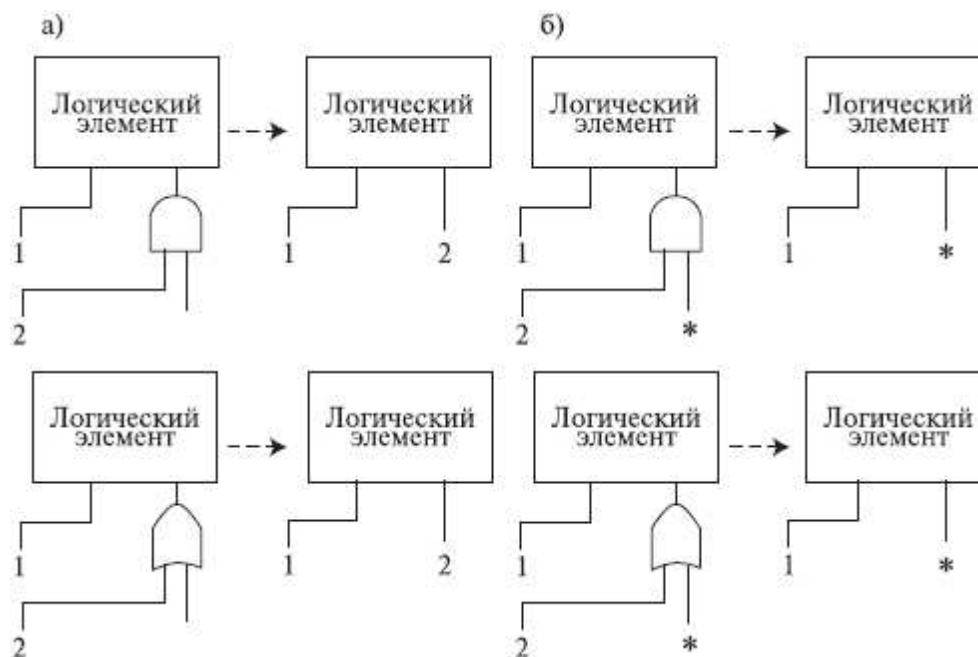 а) б)
Логический Логический Логический Логический
элемент элемент элемент элемент
1 1 2 1 1 *
2 2 *
Логический Логический Логический Логический
элемент элемент элемент элемент
1 1 2 1 1 *
2 2 *